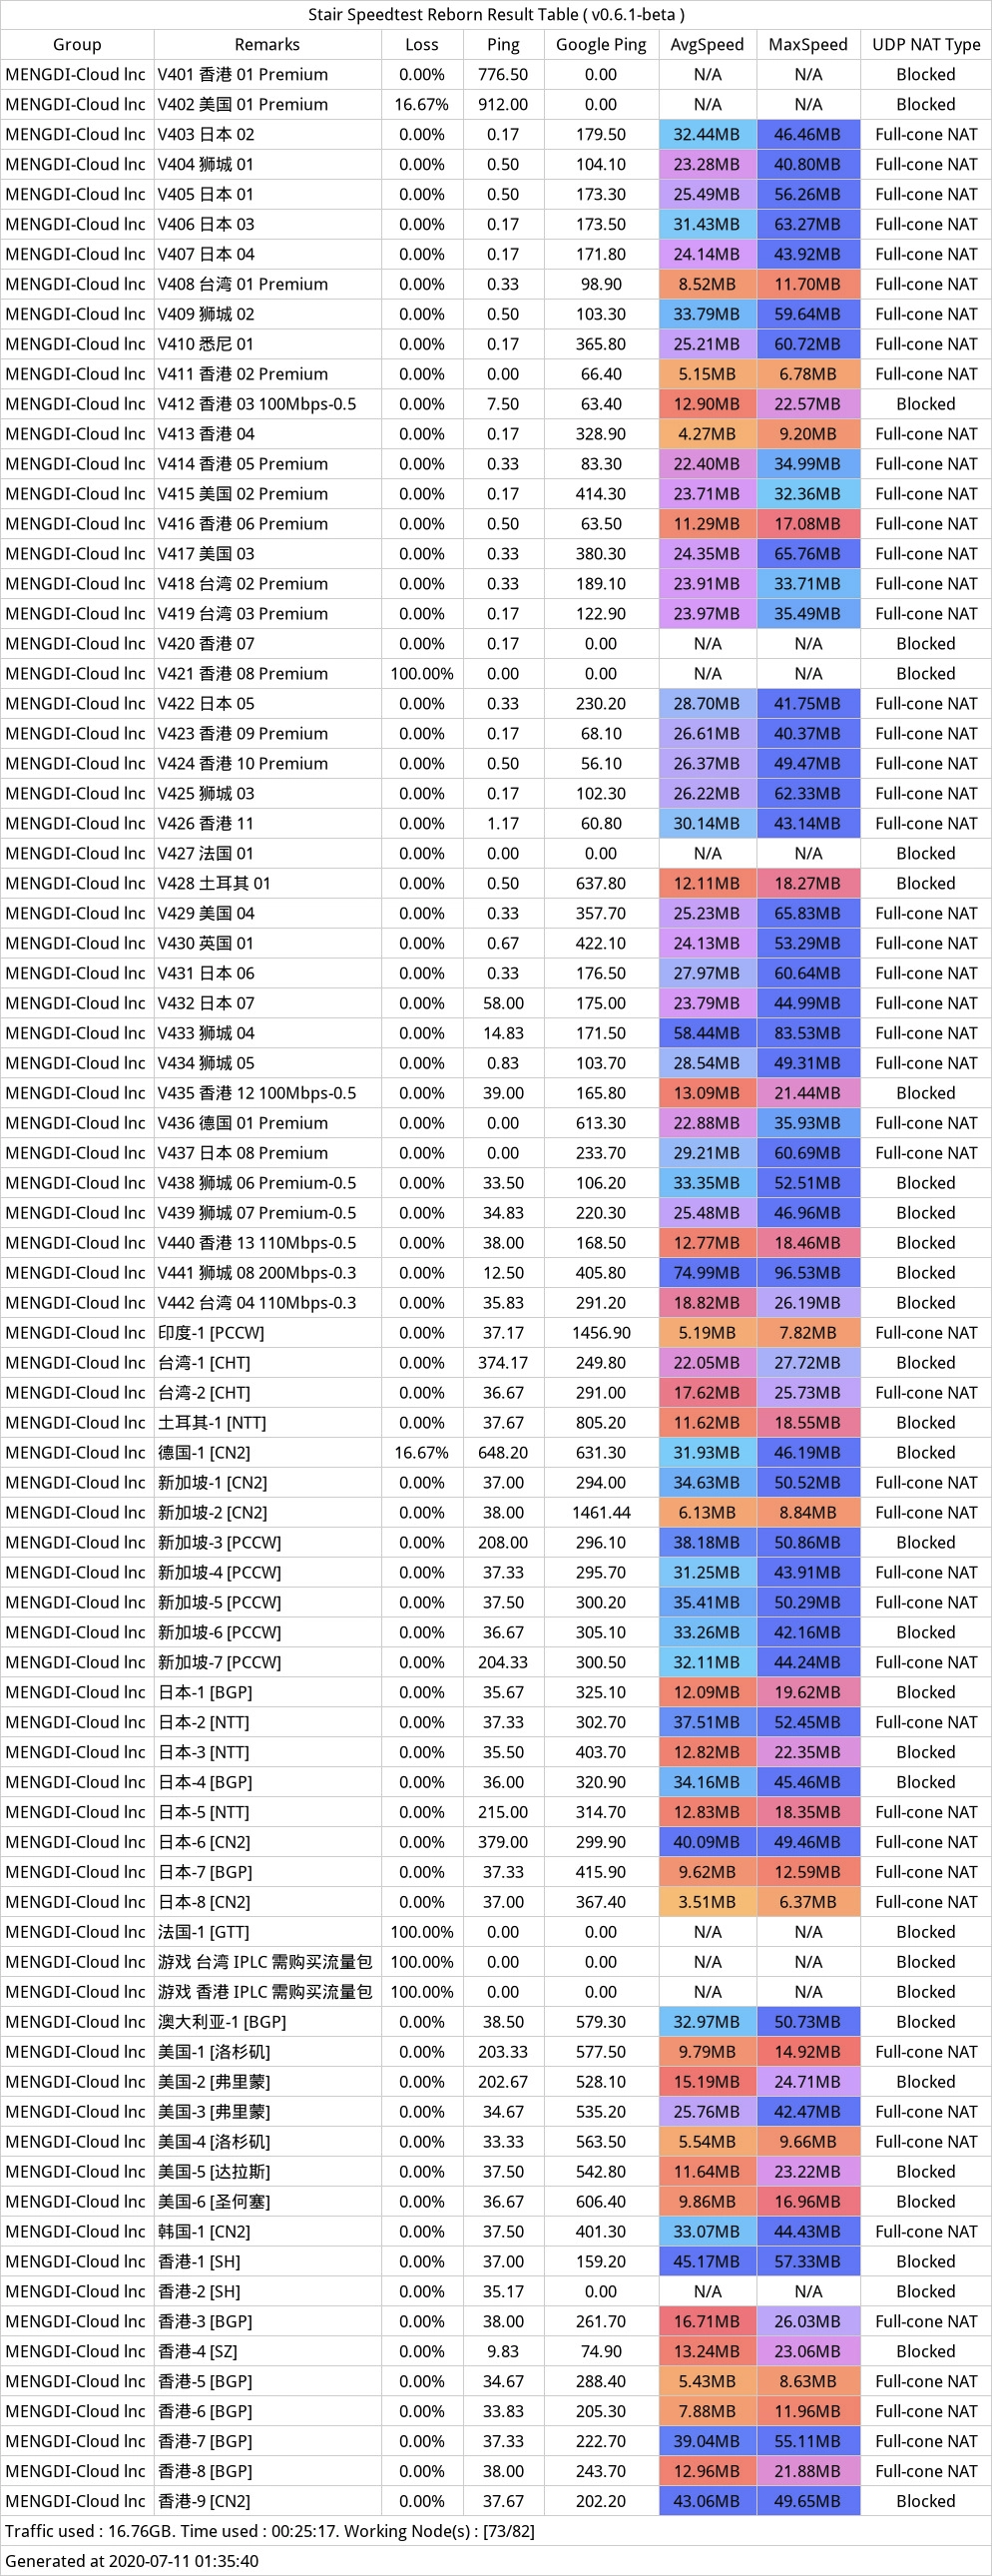 Stair Speedtest Reborn Result Table ( v0.6.1-beta )
Group Remarks Loss Ping Google Ping AvgSpeed MaxSpeed UDP NAT Type
MENGDI-Cloud lnc V401 香港 01 Premium 0.00% 776.50 0.00 N/A N/A Blocked
MENGDI-Cloud lnc V402 美国 01 Premium 16.67% 912.00 0.00 N/A N/A Blocked
MENGDI-Cloud lnc V403 日本 02 0.00% 0.17 179.50 32.44MB 46.46MB Full-cone NAT
MENGDI-Cloud lnc V404 狮城 01 0.00% 0.50 104.10 23.28MB 40.80MB Full-cone NAT
MENGDI-Cloud lnc V405 日本 01 0.00% 0.50 173.30 25.49MB 56.26MB Full-cone NAT
MENGDI-Cloud lnc V406 日本 03 0.00% 0.17 173.50 31.43MB 63.27MB Full-cone NAT
MENGDI-Cloud lnc V407 日本 04 0.00% 0.17 171.80 24.14MB 43.92MB Full-cone NAT
MENGDI-Cloud lnc V408 台湾 01 Premium 0.00% 0.33 98.90 8.52MB 11.70MB Full-cone NAT
MENGDI-Cloud lnc V409 狮城 02 0.00% 0.50 103.30 33.79MB 59.64MB Full-cone NAT
MENGDI-Cloud lnc V410 悉尼 01 0.00% 0.17 365.80 25.21MB 60.72MB Full-cone NAT
MENGDI-Cloud lnc V411 香港 02 Premium 0.00% 0.00 66.40 5.15MB 6.78MB Full-cone NAT
MENGDI-Cloud lnc V412 香港 03 100Mbps-0.5 0.00% 7.50 63.40 12.90MB 22.57MB Blocked
MENGDI-Cloud lnc V413 香港 04 0.00% 0.17 328.90 4.27MB 9.20MB Full-cone NAT
MENGDI-Cloud lnc V414 香港 05 Premium 0.00% 0.33 83.30 22.40MB 34.99MB Full-cone NAT
MENGDI-Cloud lnc V415 美国 02 Premium 0.00% 0.17 414.30 23.71MB 32.36MB Full-cone NAT
MENGDI-Cloud lnc V416 香港 06 Premium 0.00% 0.50 63.50 11.29MB 17.08MB Full-cone NAT
MENGDI-Cloud lnc V417 美国 03 0.00% 0.33 380.30 24.35MB 65.76MB Full-cone NAT
MENGDI-Cloud lnc V418 台湾 02 Premium 0.00% 0.33 189.10 23.91MB 33.71MB Full-cone NAT
MENGDI-Cloud lnc V419 台湾 03 Premium 0.00% 0.17 122.90 23.97MB 35.49MB Full-cone NAT
MENGDI-Cloud lnc V420 香港 07 0.00% 0.17 0.00 N/A N/A Blocked
MENGDI-Cloud lnc V421 香港 08 Premium 100.00% 0.00 0.00 N/A N/A Blocked
MENGDI-Cloud lnc V422 日本 05 0.00% 0.33 230.20 28.70MB 41.75MB Full-cone NAT
MENGDI-Cloud lnc V423 香港 09 Premium 0.00% 0.17 68.10 26.61MB 40.37MB Full-cone NAT
MENGDI-Cloud lnc V424 香港 10 Premium 0.00% 0.50 56.10 26.37MB 49.47MB Full-cone NAT
MENGDI-Cloud lnc V425 狮城 03 0.00% 0.17 102.30 26.22MB 62.33MB Full-cone NAT
MENGDI-Cloud lnc V426 香港 11 0.00% 1.17 60.80 30.14MB 43.14MB Full-cone NAT
MENGDI-Cloud lnc V427 法国 01 0.00% 0.00 0.00 N/A N/A Blocked
MENGDI-Cloud lnc V428 土耳其 01 0.00% 0.50 637.80 12.11MB 18.27MB Blocked
MENGDI-Cloud lnc V429 美国 04 0.00% 0.33 357.70 25.23MB 65.83MB Full-cone NAT
MENGDI-Cloud lnc V430 英国 01 0.00% 0.67 422.10 24.13MB 53.29MB Full-cone NAT
MENGDI-Cloud lnc V431 日本 06 0.00% 0.33 176.50 27.97MB 60.64MB Full-cone NAT
MENGDI-Cloud lnc V432 日本 07 0.00% 58.00 175.00 23.79MB 44.99MB Full-cone NAT
MENGDI-Cloud lnc V433 狮城 04 0.00% 14.83 171.50 58.44MB 83.53MB Full-cone NAT
MENGDI-Cloud lnc V434 狮城 05 0.00% 0.83 103.70 28.54MB 49.31MB Full-cone NAT
MENGDI-Cloud lnc V435 香港 12 100Mbps-0.5 0.00% 39.00 165.80 13.09MB 21.44MB Blocked
MENGDI-Cloud lnc V436 德国 01 Premium 0.00% 0.00 613.30 22.88MB 35.93MB Full-cone NAT
MENGDI-Cloud lnc V437 日本 08 Premium 0.00% 0.00 233.70 29.21MB 60.69MB Full-cone NAT
MENGDI-Cloud lnc V438 狮城 06 Premium-0.5 0.00% 33.50 106.20 33.35MB 52.51MB Blocked
MENGDI-Cloud lnc V439 狮城 07 Premium-0.5 0.00% 34.83 220.30 25.48MB 46.96MB Blocked
MENGDI-Cloud lnc V440 香港 13 110Mbps-0.5 0.00% 38.00 168.50 12.77MB 18.46MB Blocked
MENGDI-Cloud lnc V441 狮城 08 200Mbps-0.3 0.00% 12.50 405.80 74.99MB 96.53MB Blocked
MENGDI-Cloud lnc V442 台湾 04 110Mbps-0.3 0.00% 35.83 291.20 18.82MB 26.19MB Blocked
MENGDI-Cloud lnc 印度-1 [PCCW] 0.00% 37.17 1456.90 5.19MB 7.82MB Full-cone NAT
MENGDI-Cloud lnc 台湾-1 [CHT] 0.00% 374.17 249.80 22.05MB 27.72MB Blocked
MENGDI-Cloud lnc 台湾-2 [CHT] 0.00% 36.67 291.00 17.62MB 25.73MB Full-cone NAT
MENGDI-Cloud lnc 土耳其-1 [NTT] 0.00% 37.67 805.20 11.62MB 18.55MB Blocked
MENGDI-Cloud lnc 德国-1 [CN2] 16.67% 648.20 631.30 31.93MB 46.19MB Blocked
MENGDI-Cloud lnc 新加坡-1 [CN2] 0.00% 37.00 294.00 34.63MB 50.52MB Full-cone NAT
MENGDI-Cloud lnc 新加坡-2 [CN2] 0.00% 38.00 1461.44 6.13MB 8.84MB Full-cone NAT
MENGDI-Cloud lnc 新加坡-3 [PCCW] 0.00% 208.00 296.10 38.18MB 50.86MB Blocked
MENGDI-Cloud lnc 新加坡-4 [PCCW] 0.00% 37.33 295.70 31.25MB 43.91MB Full-cone NAT
MENGDI-Cloud lnc 新加坡-5 [PCCW] 0.00% 37.50 300.20 35.41MB 50.29MB Full-cone NAT
MENGDI-Cloud lnc 新加坡-6 [PCCW] 0.00% 36.67 305.10 33.26MB 42.16MB Blocked
MENGDI-Cloud lnc 新加坡-7 [PCCW] 0.00% 204.33 300.50 32.11MB 44.24MB Full-cone NAT
MENGDI-Cloud lnc 日本-1 [BGP] 0.00% 35.67 325.10 12.09MB 19.62MB Blocked
MENGDI-Cloud lnc 日本-2 [NTT] 0.00% 37.33 302.70 37.51MB 52.45MB Full-cone NAT
MENGDI-Cloud lnc 日本-3 [NTT] 0.00% 35.50 403.70 12.82MB 22.35MB Blocked
MENGDI-Cloud lnc 日本-4 [BGP] 0.00% 36.00 320.90 34.16MB 45.46MB Blocked
MENGDI-Cloud lnc 日本-5 [NTT] 0.00% 215.00 314.70 12.83MB 18.35MB Full-cone NAT
MENGDI-Cloud lnc 日本-6 [CN2] 0.00% 379.00 299.90 40.09MB 49.46MB Full-cone NAT
MENGDI-Cloud lnc 日本-7 [BGP] 0.00% 37.33 415.90 9.62MB 12.59MB Full-cone NAT
MENGDI-Cloud lnc 日本-8 [CN2] 0.00% 37.00 367.40 3.51MB 6.37MB Full-cone NAT
MENGDI-Cloud lnc 法国-1 [GTT] 100.00% 0.00 0.00 N/A N/A Blocked
MENGDI-Cloud lnc 游戏 台湾 IPLC 需购买流量包 100.00% 0.00 0.00 N/A N/A Blocked
MENGDI-Cloud lnc 游戏 香港 IPLC 需购买流量包 100.00% 0.00 0.00 N/A N/A Blocked
MENGDI-Cloud lnc 澳大利亚-1 [BGP] 0.00% 38.50 579.30 32.97MB 50.73MB Blocked
MENGDI-Cloud lnc 美国-1 [洛杉矶] 0.00% 203.33 577.50 9.79MB 14.92MB Full-cone NAT
MENGDI-Cloud lnc 美国-2 [弗里蒙] 0.00% 202.67 528.10 15.19MB 24.71MB Blocked
MENGDI-Cloud lnc 美国-3 [弗里蒙] 0.00% 34.67 535.20 25.76MB 42.47MB Full-cone NAT
MENGDI-Cloud lnc 美国-4 [洛杉矶] 0.00% 33.33 563.50 5.54MB 9.66MB Full-cone NAT
MENGDI-Cloud lnc 美国-5 [达拉斯] 0.00% 37.50 542.80 11.64MB 23.22MB Blocked
MENGDI-Cloud lnc 美国-6 [圣何塞] 0.00% 36.67 606.40 9.86MB 16.96MB Blocked
MENGDI-Cloud lnc 韩国-1 [CN2] 0.00% 37.50 401.30 33.07MB 44.43MB Full-cone NAT
MENGDI-Cloud lnc 香港-1 [SH] 0.00% 37.00 159.20 45.17MB 57.33MB Blocked
MENGDI-Cloud lnc 香港-2 [SH] 0.00% 35.17 0.00 N/A N/A Blocked
MENGDI-Cloud lnc 香港-3 [BGP] 0.00% 38.00 261.70 16.71MB 26.03MB Full-cone NAT
MENGDI-Cloud lnc 香港-4 [SZ] 0.00% 9.83 74.90 13.24MB 23.06MB Blocked
MENGDI-Cloud lnc 香港-5 [BGP] 0.00% 34.67 288.40 5.43MB 8.63MB Full-cone NAT
MENGDI-Cloud lnc 香港-6 [BGP] 0.00% 33.83 205.30 7.88MB 11.96MB Full-cone NAT
MENGDI-Cloud lnc 香港-7 [BGP] 0.00% 37.33 222.70 39.04MB 55.11MB Full-cone NAT
MENGDI-Cloud lnc 香港-8 [BGP] 0.00% 38.00 243.70 12.96MB 21.88MB Full-cone NAT
MENGDI-Cloud lnc 香港-9 [CN2] 0.00% 37.67 202.20 43.06MB 49.65MB Blocked
Traffic used : 16.76GB. Time used : 00:25:17. Working Node(s) : [73/82]
Generated at 2020-07-11 01:35:40